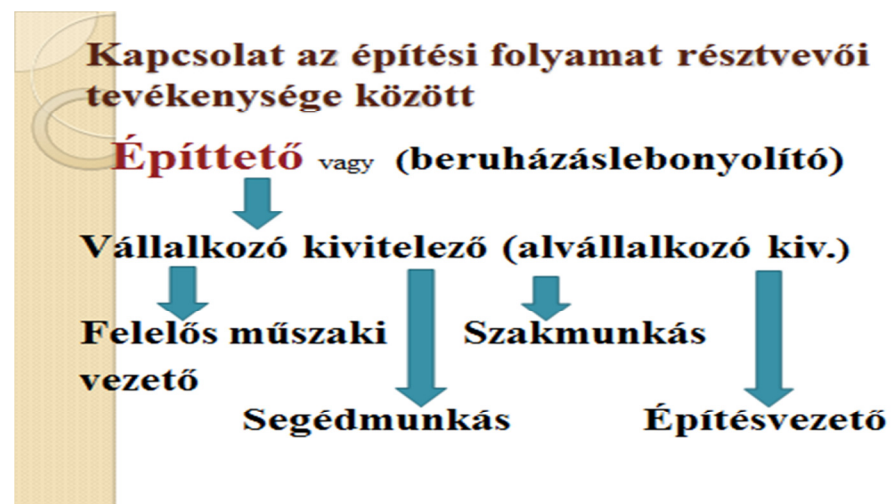 Kapcsolat az építési folyamat résztvevői
tevékenysége között
Építtető vagy (beruházáslebonyolító)
Vállalkozó kivitelező (alvállalkozó kiv.)
Felelős műszaki
vezető
Szakmunkás
Segédmunkás
Építésvezető